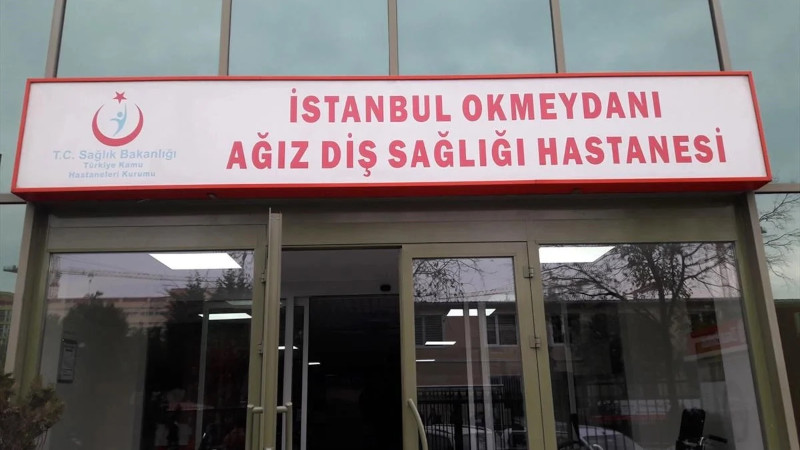 İSTANBUL OKMEYDANI
AĞIZ DİŞ SAĞLIĞI HASTANESİ
T.C. Sağlık Bakanlığı
Türkiye Kamu
Hastaneleri Kurumu